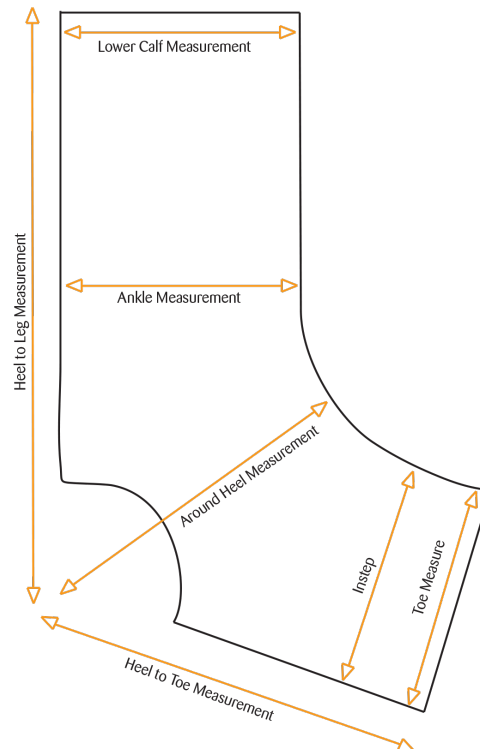 Lower Calf Measurement
Heel to Leg Measurement
Ankle Measurement
Around Heel Measurement
Instep
Toe Measure
Heel to Toe Measurement